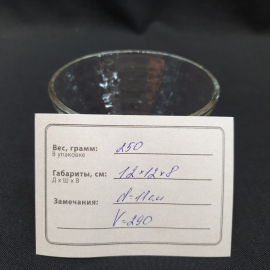 Вес, грамм: 250
В упаковке
Габариты, см: 12×12×8
Д х Ш х В
Замечания: d=11см
V=290